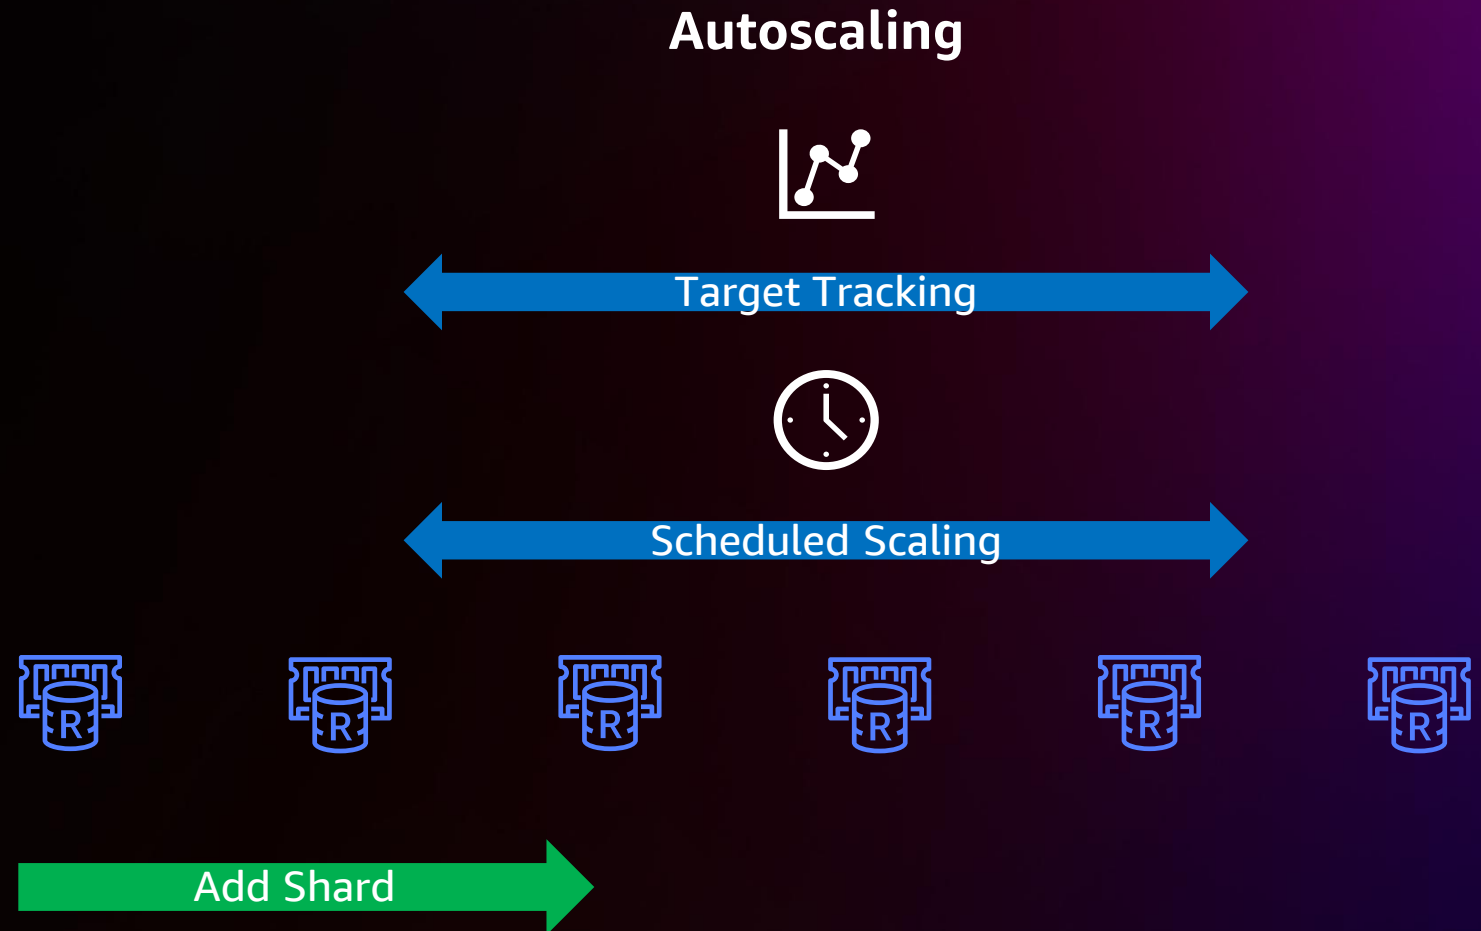 Autoscaling
Target Tracking
Scheduled Scaling
R R R R R R
Add Shard